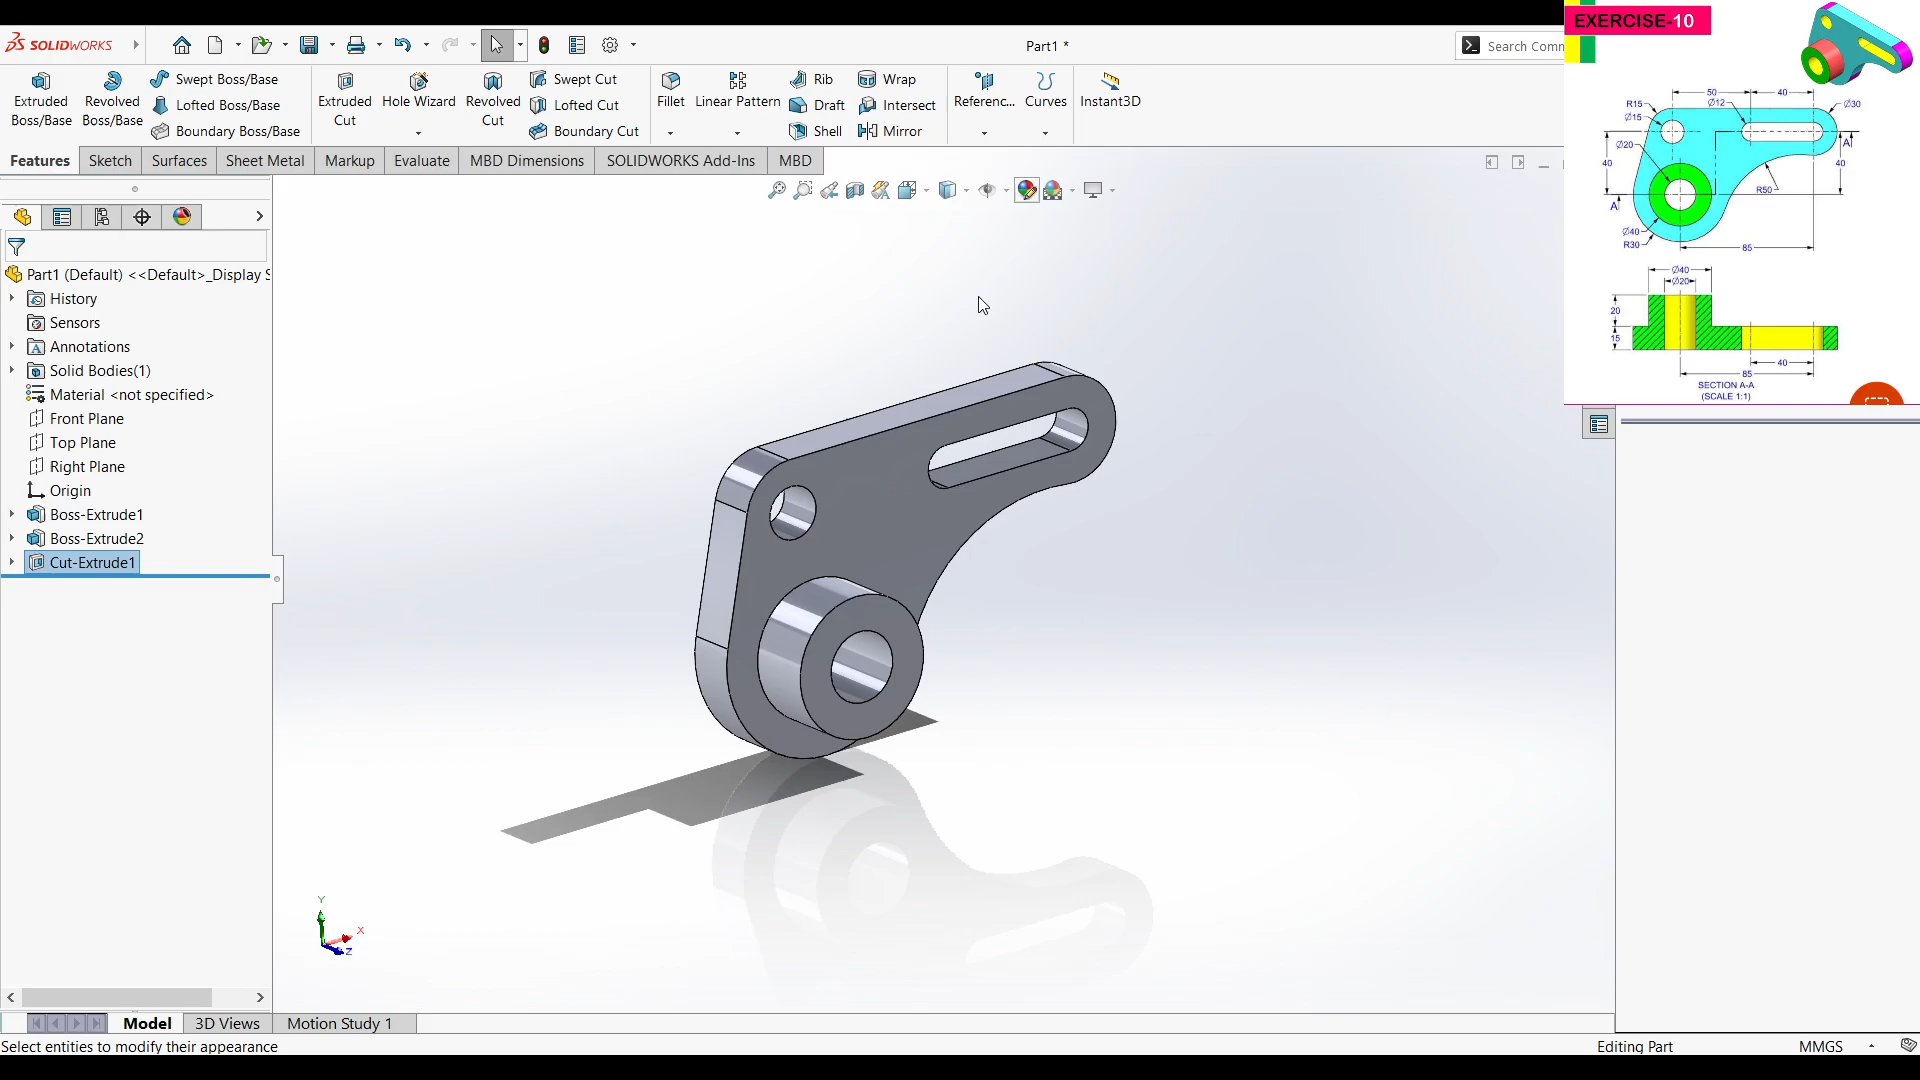 SOLIDWORKS
Part1 *
Search Comm
EXERCISE-10
Extruded Boss/Base
Revolved Boss/Base
Swept Boss/Base
Lofted Boss/Base
Boundary Boss/Base
Extruded Cut
Hole Wizard
Revolved Cut
Swept Cut
Lofted Cut
Boundary Cut
Fillet
Linear Pattern
Rib
Draft
Shell
Wrap
Intersect
Mirror
Referenc...
Curves
Instant3D
Features
Sketch
Surfaces
Sheet Metal
Markup
Evaluate
MBD Dimensions
SOLIDWORKS Add-Ins
MBD
Part1 (Default) <<Default>_Display S
History
Sensors
Annotations
Solid Bodies(1)
Material <not specified>
Front Plane
Top Plane
Right Plane
Origin
Boss-Extrude1
Boss-Extrude2
Cut-Extrude1
50
40
R15
Ø12
Ø30
Ø15
Ø20
A
40
40
R50
A
Ø40
R30
85
Ø40
Ø20
20
15
40
85
SECTION A-A
(SCALE 1:1)
Y
X
Z
Model
3D Views
Motion Study 1
Select entities to modify their appearance
Editing Part
MMGS